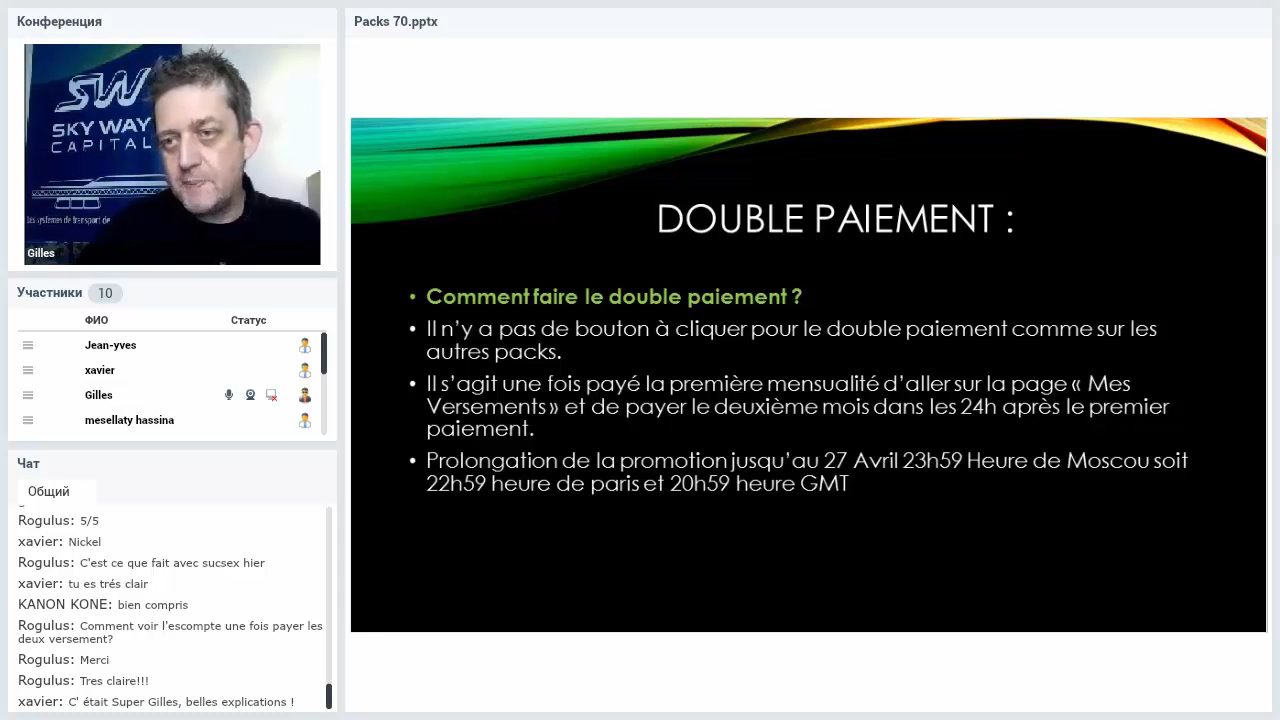 Конференция
SW
SKY WAY
CAPITAL
Les systèmes de transport de
Gilles
Участники 10
ФИО Статус
Jean-yves
xavier
Gilles
mesellaty hassina
Чат
Общий
Rogulus: 5/5
xavier: Nickel
Rogulus: C'est ce que fait avec sucsex hier
xavier: tu es trés clair
KANON KONE: bien compris
Rogulus: Comment voir l'escompte une fois payer les
deux versement?
Rogulus: Merci
Rogulus: Tres claire!!!
xavier: C' était Super Gilles, belles explications !
Packs 70.pptx
DOUBLE PAIEMENT :
• Comment faire le double paiement ?
• Il n’y a pas de bouton à cliquer pour le double paiement comme sur les
autres packs.
• Il s’agit une fois payé la première mensualité d’aller sur la page « Mes
Versements » et de payer le deuxième mois dans les 24h après le premier
paiement.
• Prolongation de la promotion jusqu’au 27 Avril 23h59 Heure de Moscou soit
22h59 heure de paris et 20h59 heure GMT